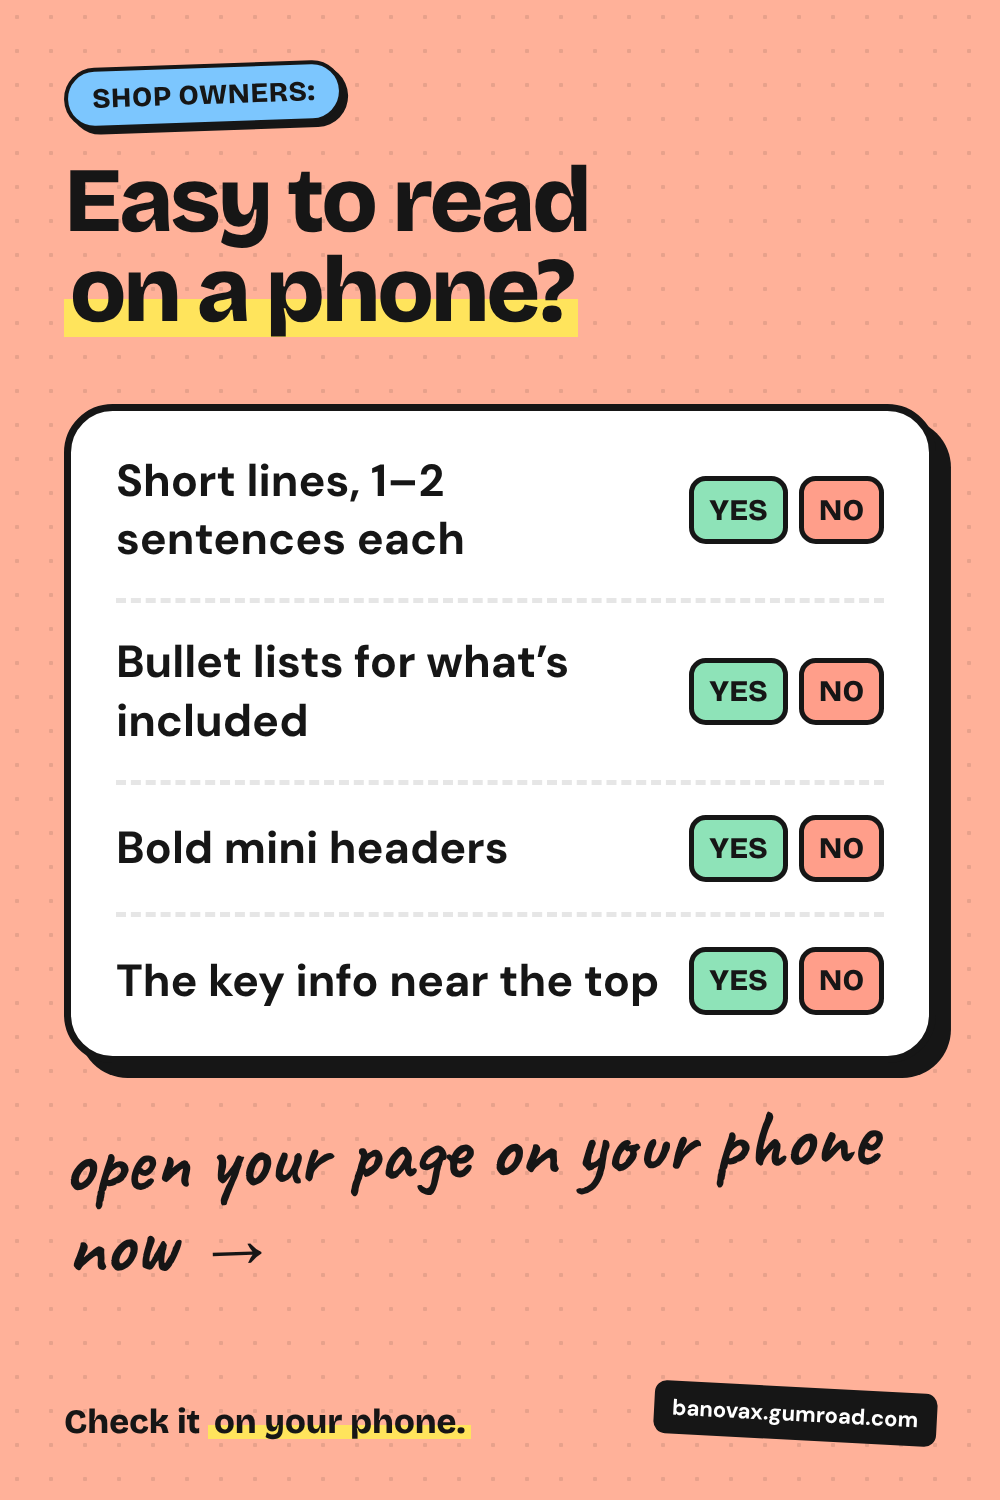 SHOP OWNERS:
Easy to read
on a phone?
Short lines, 1–2
sentences each
YES NO
Bullet lists for what’s
included
YES NO
Bold mini headers
YES NO
The key info near the top
YES NO
open your page on your phone
now →
Check it on your phone.
banovax.gumroad.com